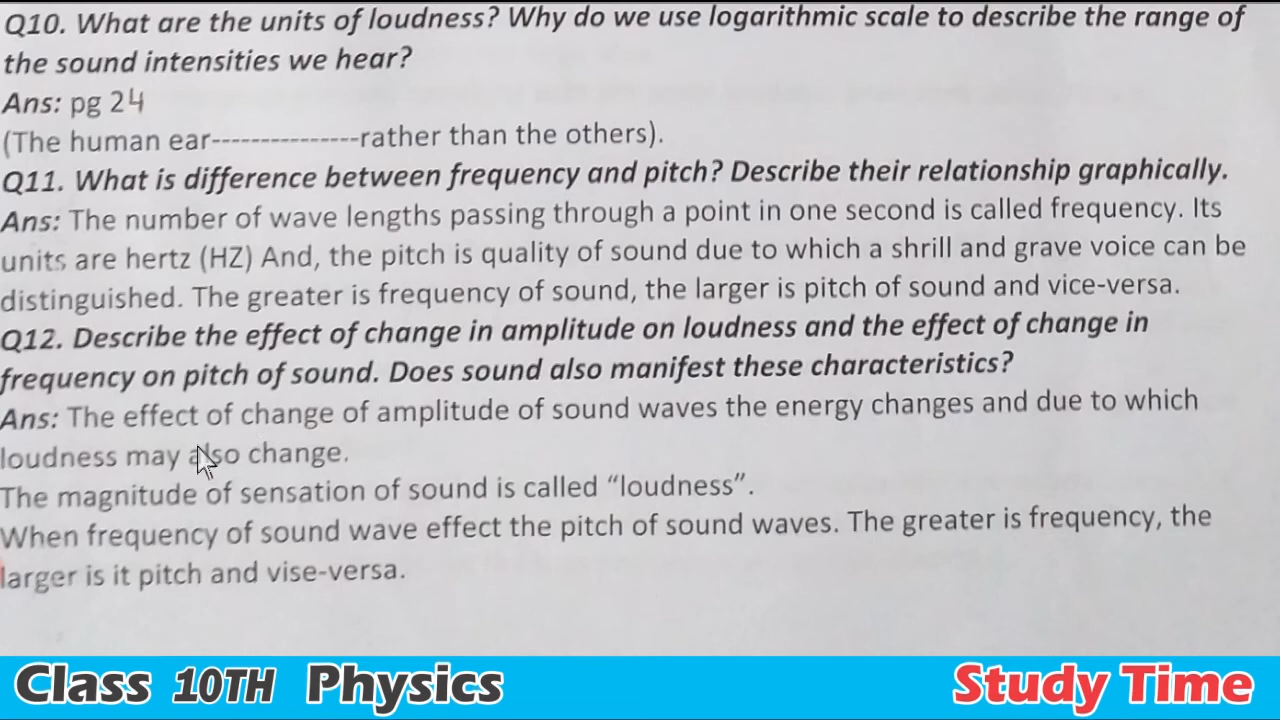 Q10. What are the units of loudness? Why do we use logarithmic scale to describe the range of
the sound intensities we hear?
Ans: pg 24
(The human ear---------------rather than the others).
Q11. What is difference between frequency and pitch? Describe their relationship graphically.
Ans: The number of wave lengths passing through a point in one second is called frequency. Its
units are hertz (HZ) And, the pitch is quality of sound due to which a shrill and grave voice can be
distinguished. The greater is frequency of sound, the larger is pitch of sound and vice-versa.
Q12. Describe the effect of change in amplitude on loudness and the effect of change in
frequency on pitch of sound. Does sound also manifest these characteristics?
Ans: The effect of change of amplitude of sound waves the energy changes and due to which
loudness may also change.
The magnitude of sensation of sound is called “loudness”.
When frequency of sound wave effect the pitch of sound waves. The greater is frequency, the
larger is it pitch and vise-versa.
Class 10TH Physics
Study Time